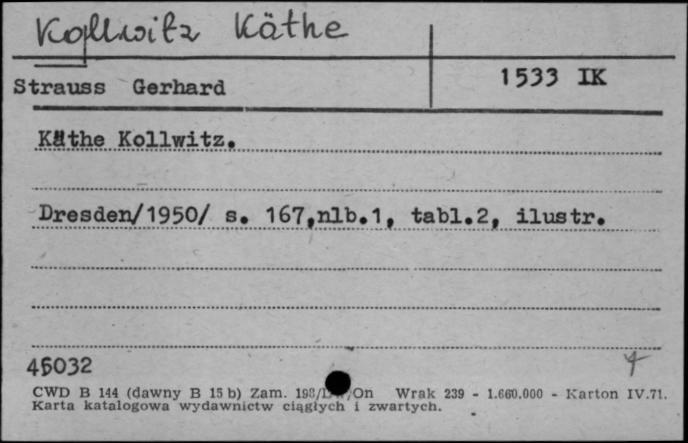 Kollwitz Käthe
Strauss Gerhard
1533 IK
Käthe Kollwitz.
Dresden/1950/ s. 167,nlb.1, tabl.2, ilustr.
45032
4
CWD B 144 (dawny B 15 b) Zam. 198/ /On Wrak 239 - 1.660.000 - Karton IV.71.
Karta katalogowa wydawnictw ciągłych i zwartych.